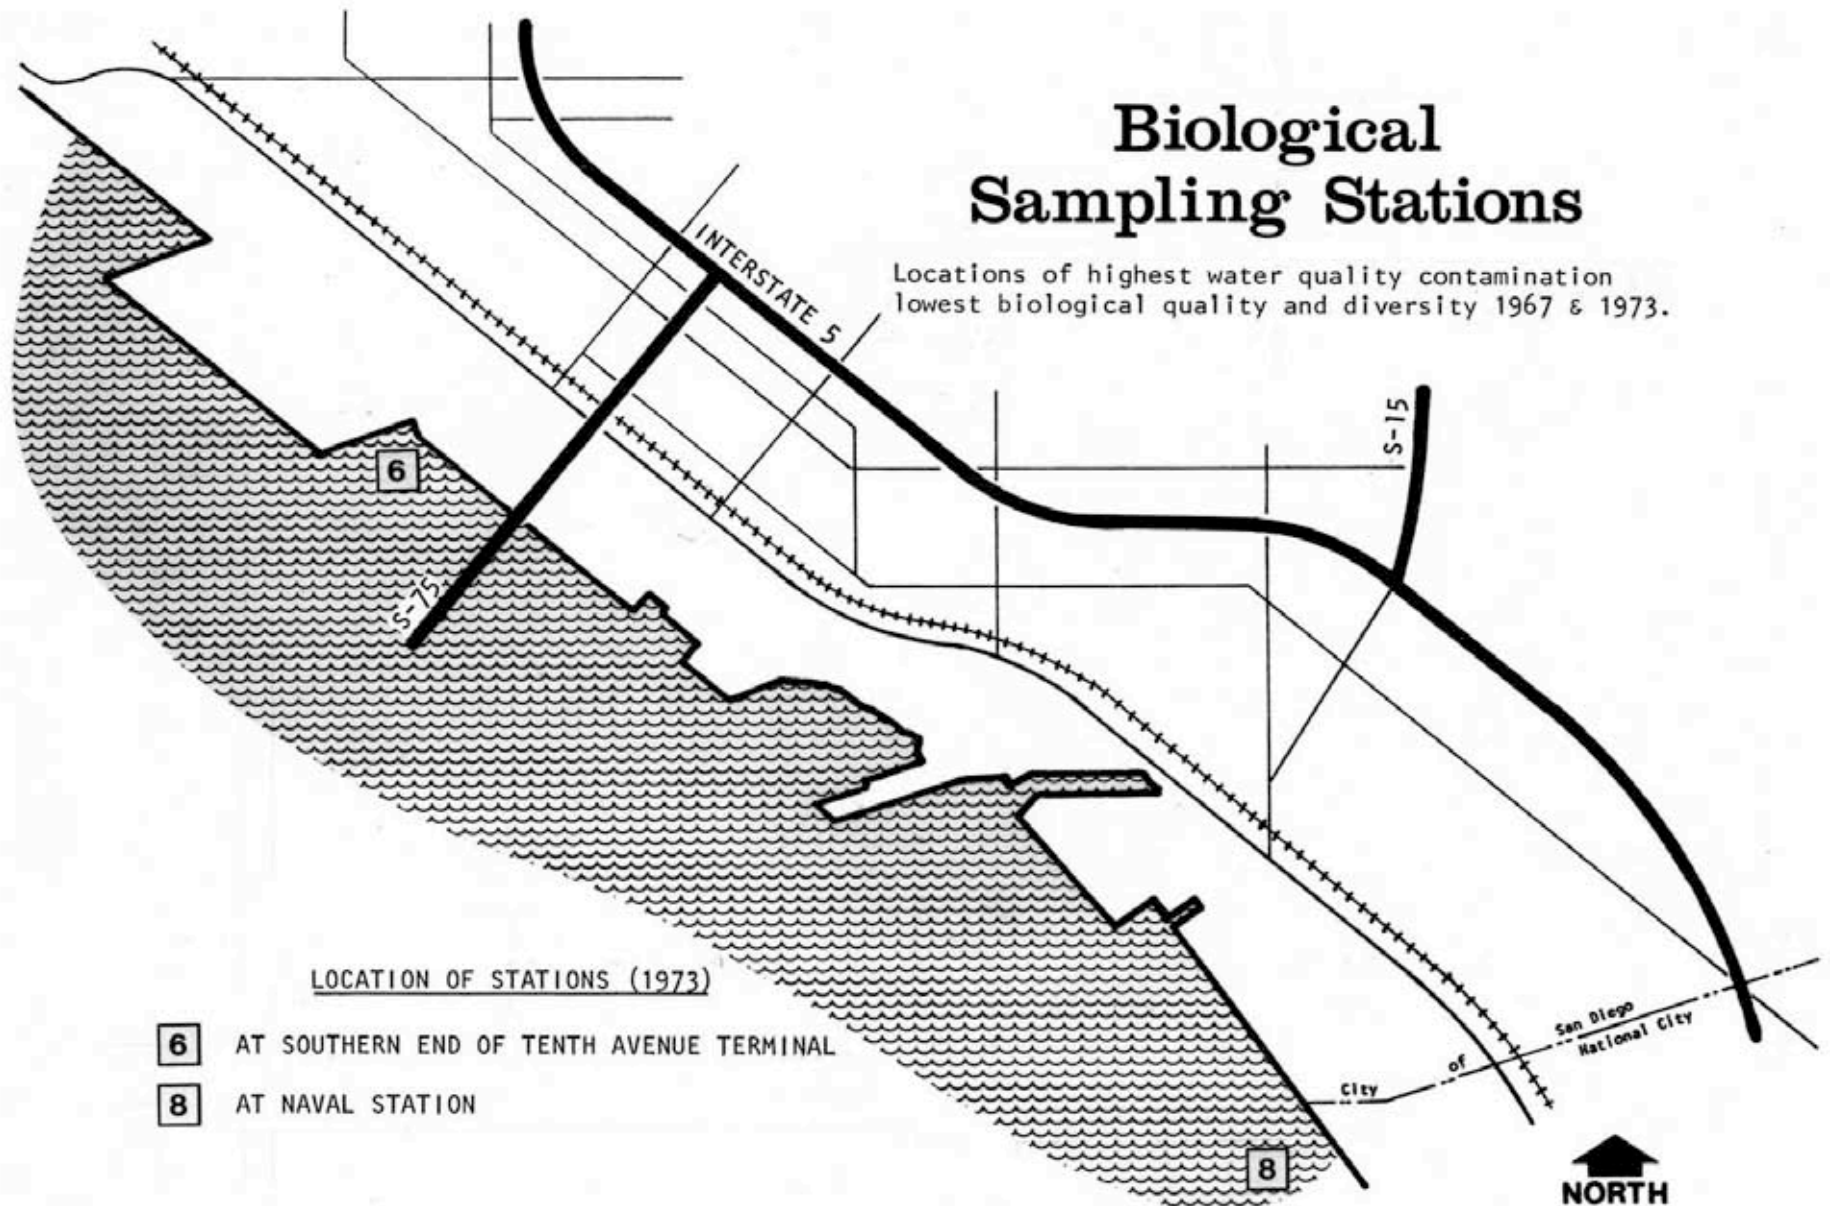 Biological
Sampling Stations
Locations of highest water quality contamination
lowest biological quality and diversity 1967 & 1973.
INTERSTATE 5
S-15
6
S-75
LOCATION OF STATIONS (1973)
6 AT SOUTHERN END OF TENTH AVENUE TERMINAL
8 AT NAVAL STATION
San Diego
City of National City
8
NORTH